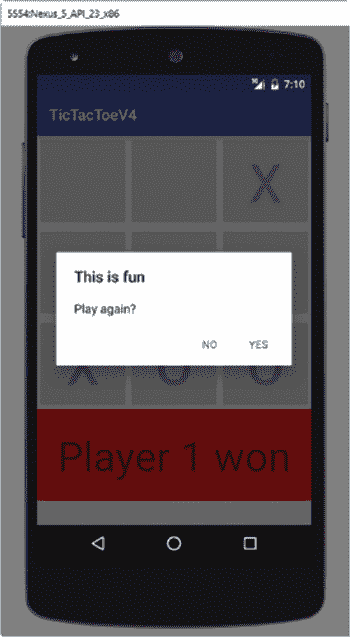 5554:Nexus_5_API_23_x86
7:10
TicTacToeV4
X
This is fun
Play again?
NO YES
X O O
Player 1 won